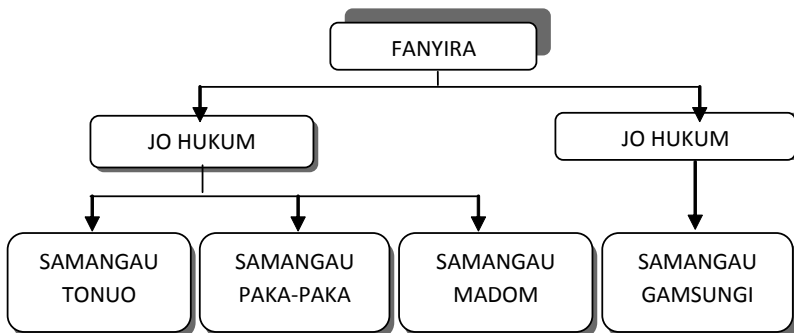 FANYIRA
JO HUKUM
JO HUKUM
SAMANGAU
TONUO
SAMANGAU
PAKA-PAKA
SAMANGAU
MADOM
SAMANGAU
GAMSUNGI